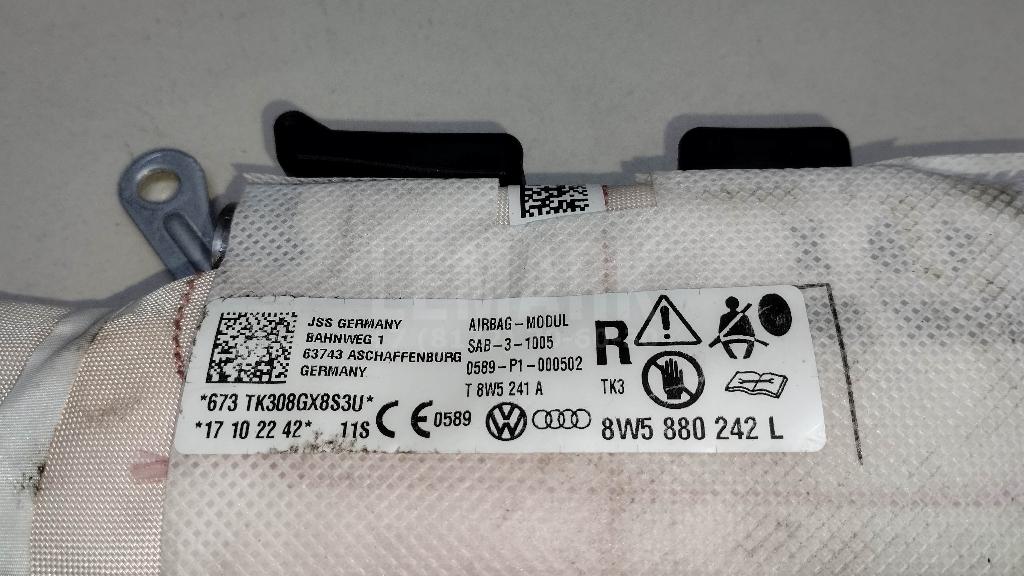 JSS GERMANY
BAHNWEG 1
63743 ASCHAFFENBURG
GERMANY
*673 TK308GX8S3U*
*17 10 22 42* 11S
CE 0589
AIRBAG-MODUL
SAB-3-1005
0589-P1-000502
T 8W5 241 A
R
TK3
8W5 880 242 L